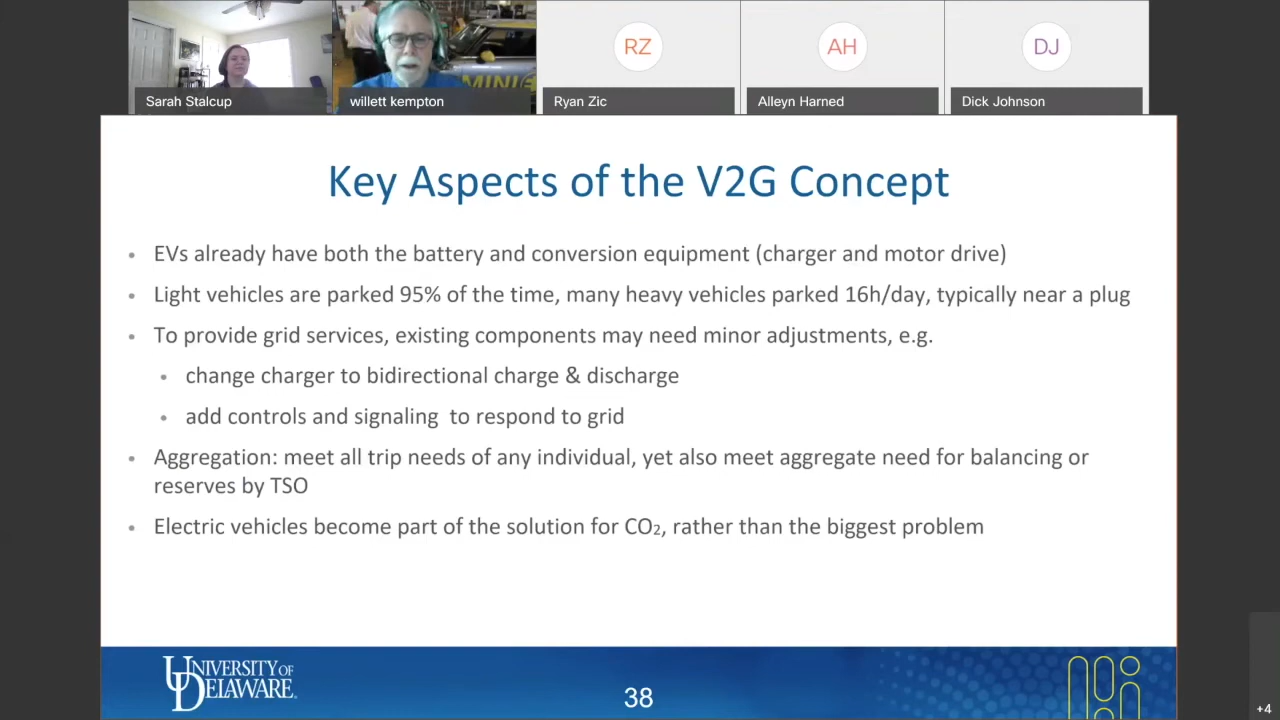 MINI E
Sarah Stalcup
willett kempton
RZ
Ryan Zic
AH
Alleyn Harned
DJ
Dick Johnson
Key Aspects of the V2G Concept
• EVs already have both the battery and conversion equipment (charger and motor drive)
• Light vehicles are parked 95% of the time, many heavy vehicles parked 16h/day, typically near a plug
• To provide grid services, existing components may need minor adjustments, e.g.
• change charger to bidirectional charge & discharge
• add controls and signaling to respond to grid
• Aggregation: meet all trip needs of any individual, yet also meet aggregate need for balancing or
reserves by TSO
• Electric vehicles become part of the solution for CO₂, rather than the biggest problem
UNIVERSITY OF
DELAWARE
38
+4